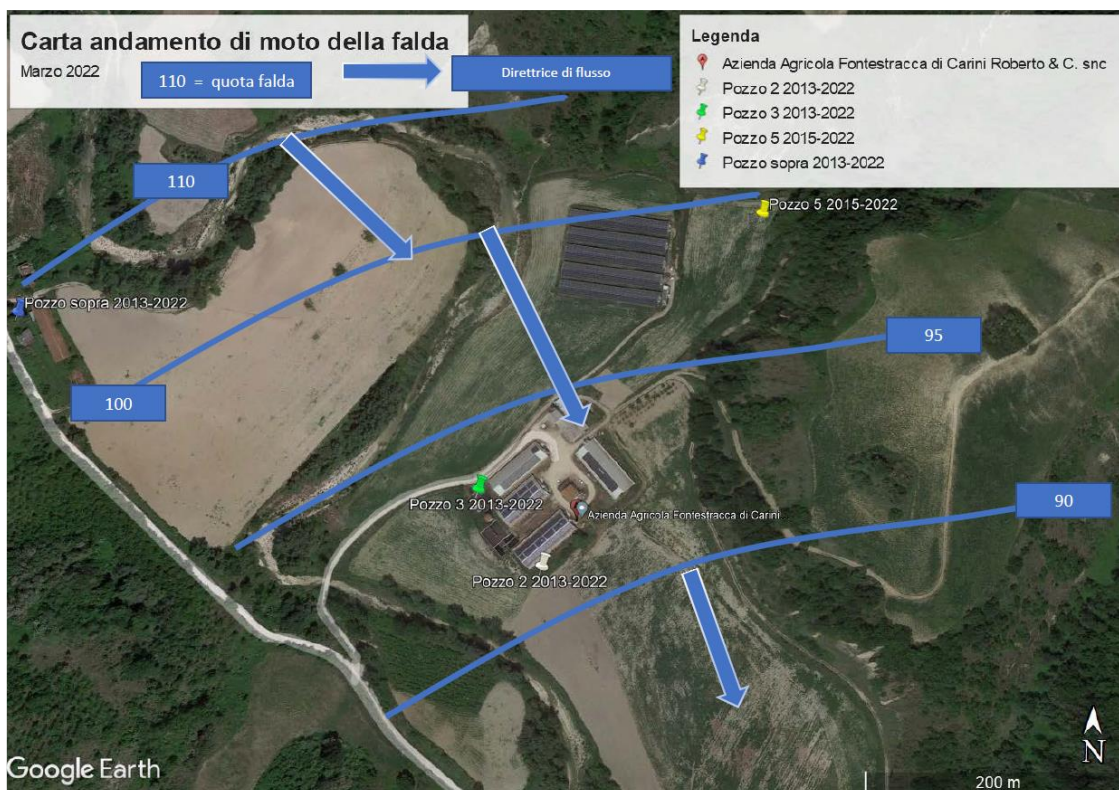 Carta andamento di moto della falda
Marzo 2022
110 = quota falda
Direttrice di flusso
Legenda
Azienda Agricola Fontestracca di Carini Roberto & C. snc
Pozzo 2 2013-2022
Pozzo 3 2013-2022
Pozzo 5 2015-2022
Pozzo sopra 2013-2022
110
Pozzo 5 2015-2022
Pozzo sopra 2013-2022
95
100
Pozzo 3 2013-2022
90
Azienda Agricola Fontestracca di Carini
Pozzo 2 2013-2022
N
Google Earth
200 m